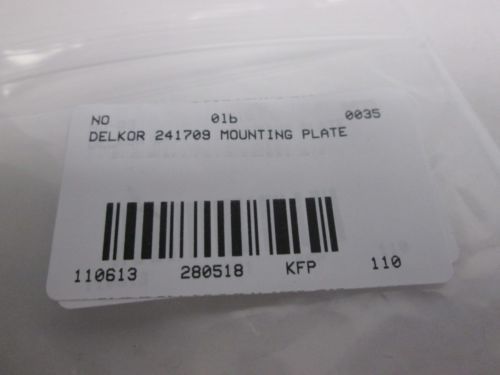 NO 01b 0035
DELKOR 241709 MOUNTING PLATE
110613 280518 KFP 110